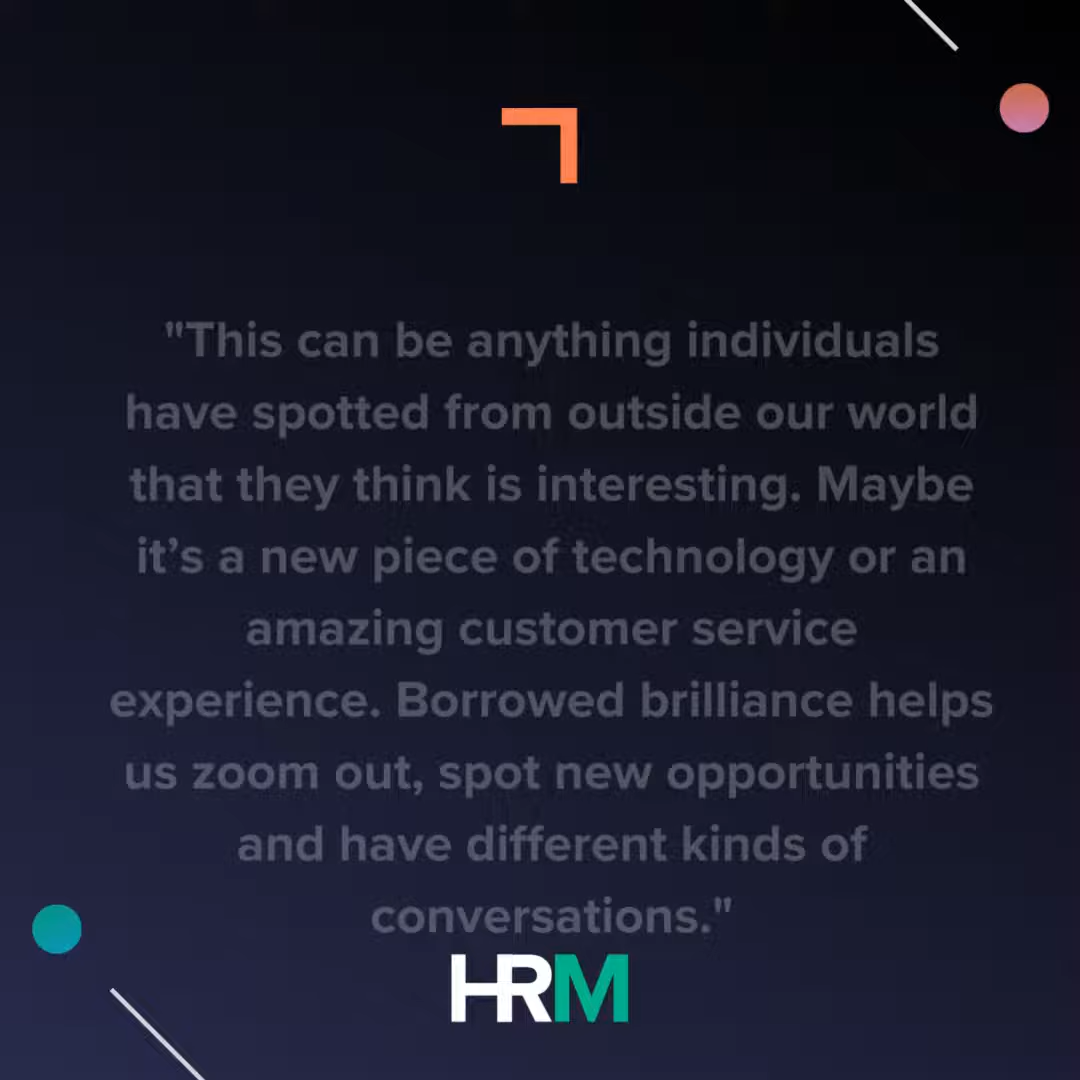 "This can be anything individuals
have spotted from outside our world
that they think is interesting. Maybe
it’s a new piece of technology or an
amazing customer service
experience. Borrowed brilliance helps
us zoom out, spot new opportunities
and have different kinds of
conversations."
HRM